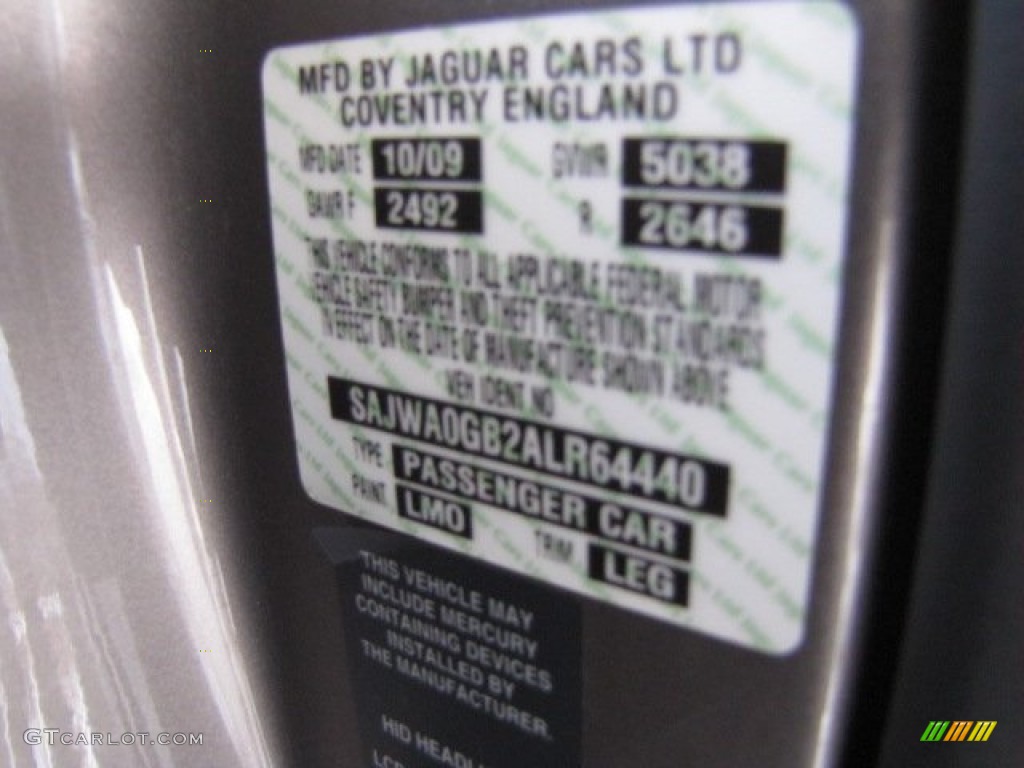 MFD BY JAGUAR CARS LTD
COVENTRY ENGLAND
MFD DATE 10/09 GVWR 5038
GAWR F 2492 R 2646
THIS VEHICLE CONFORMS TO ALL APPLICABLE FEDERAL MOTOR
VEHICLE SAFETY BUMPER AND THEFT PREVENTION STANDARDS
IN EFFECT ON THE DATE OF MANUFACTURE SHOWN ABOVE
VEH IDENT NO
SAJWA0GB2ALR64440
TYPE PASSENGER CAR
PAINT LMO TRIM LEG
THIS VEHICLE MAY
INCLUDE MERCURY
CONTAINING DEVICES
INSTALLED BY
THE MANUFACTURER.
HID
GTCARLOT.COM